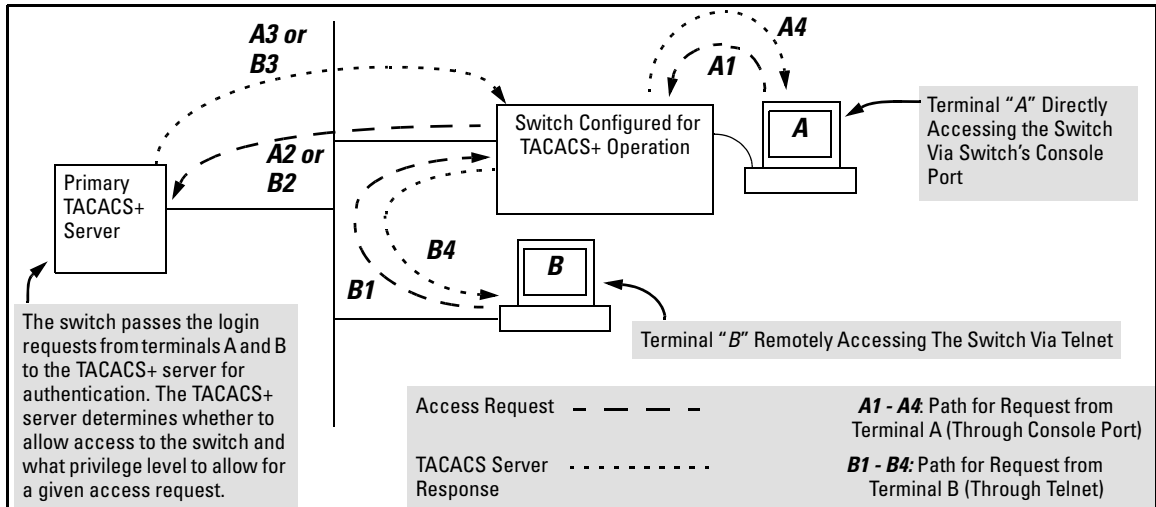 A3 or
B3
A4
A1
Switch Configured for
TACACS+ Operation
A
Terminal “A” Directly
Accessing the Switch
Via Switch’s Console
Port
A2 or
B2
Primary
TACACS+
Server
B4
B1
B
Terminal “B” Remotely Accessing The Switch Via Telnet
The switch passes the login
requests from terminals A and B
to the TACACS+ server for
authentication. The TACACS+
server determines whether to
allow access to the switch and
what privilege level to allow for
a given access request.
Access Request
A1 - A4: Path for Request from
Terminal A (Through Console Port)
TACACS Server
Response
B1 - B4: Path for Request from
Terminal B (Through Telnet)